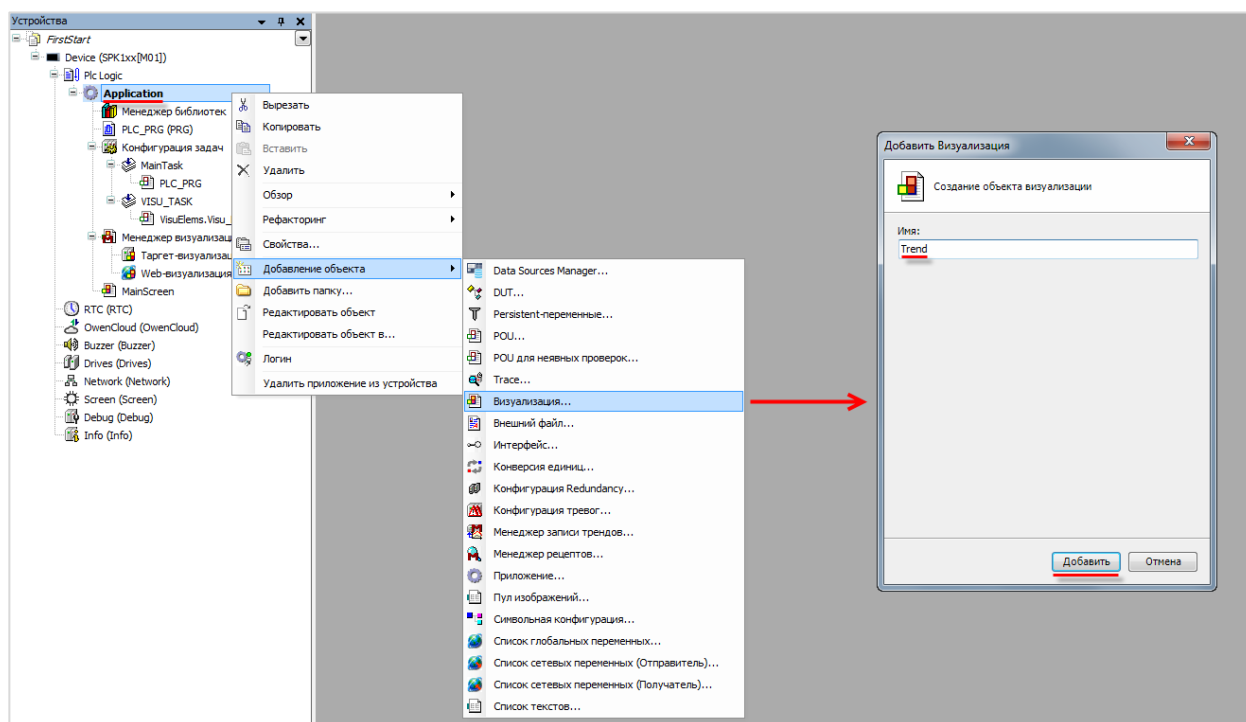 Устройства
FirstStart
Device (SPK1xx[M01])
Plc Logic
Application
Менеджер библиотек
PLC_PRG (PRG)
Конфигурация задач
MainTask
PLC_PRG
VISU_TASK
VisuElems.Visu_
Менеджер визуализац
Таргет-визуализац
Web-визуализация
MainScreen
RTC (RTC)
OwenCloud (OwenCloud)
Buzzer (Buzzer)
Drives (Drives)
Network (Network)
Screen (Screen)
Debug (Debug)
Info (Info)
Вырезать
Копировать
Вставить
Удалить
Обзор
Рефакторинг
Свойства...
Добавление объекта
Добавить папку...
Редактировать объект
Редактировать объект в...
Логин
Удалить приложение из устройства
Data Sources Manager...
DUT...
Persistent-переменные...
POU...
POU для неявных проверок...
Trace...
Визуализация...
Внешний файл...
Интерфейс...
Конверсия единиц...
Конфигурация Redundancy...
Конфигурация тревог...
Менеджер записи трендов...
Менеджер рецептов...
Приложение...
Пул изображений...
Символьная конфигурация...
Список глобальных переменных...
Список сетевых переменных (Отправитель)...
Список сетевых переменных (Получатель)...
Список текстов...
Добавить Визуализация
Создание объекта визуализации
Имя:
Trend
Добавить
Отмена